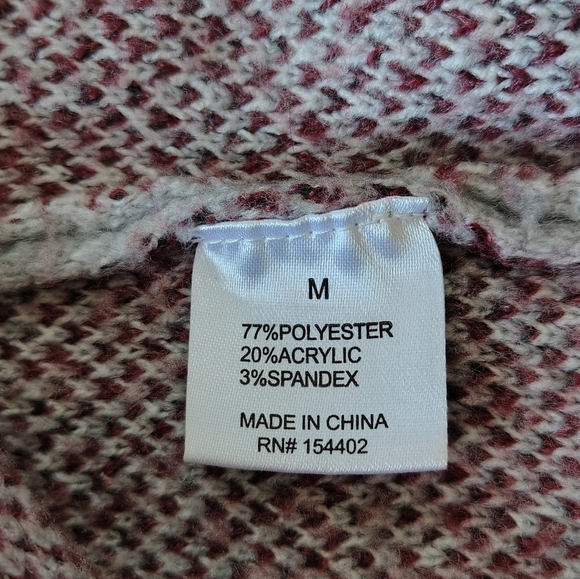 M
77%POLYESTER
20%ACRYLIC
3%SPANDEX
MADE IN CHINA
RN# 154402